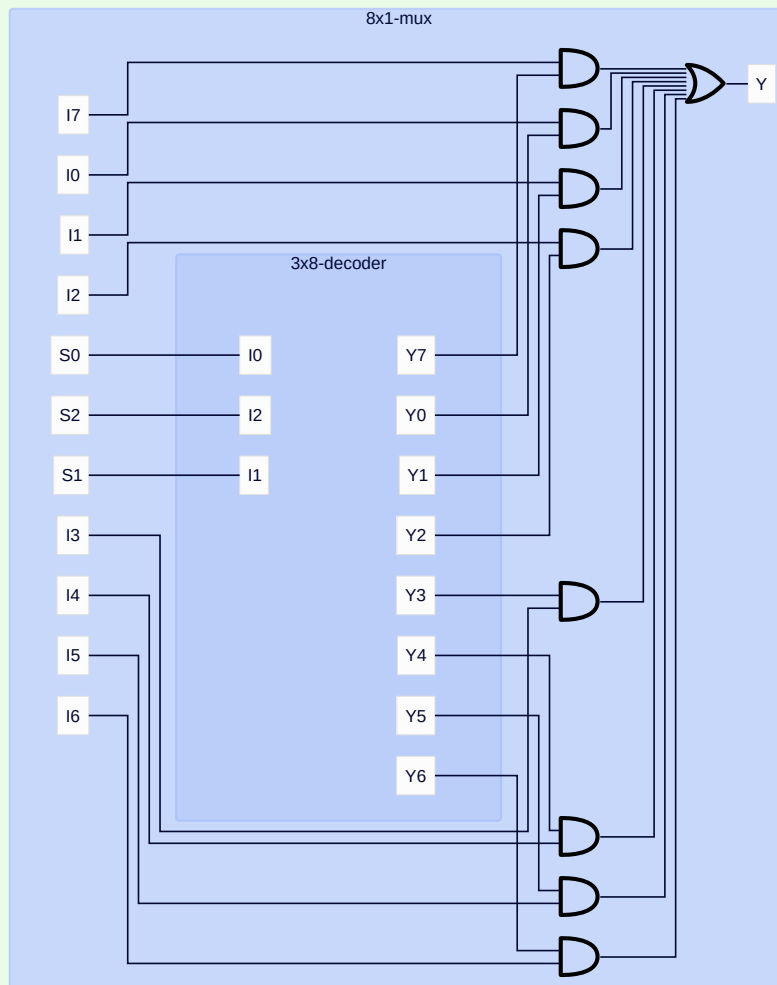 8x1-mux
I7
Y
I0
I1
3x8-decoder
I2
S0
I0
Y7
S2
I2
Y0
S1
I1
Y1
I3
Y2
I4
Y3
I5
Y4
I6
Y5
Y6